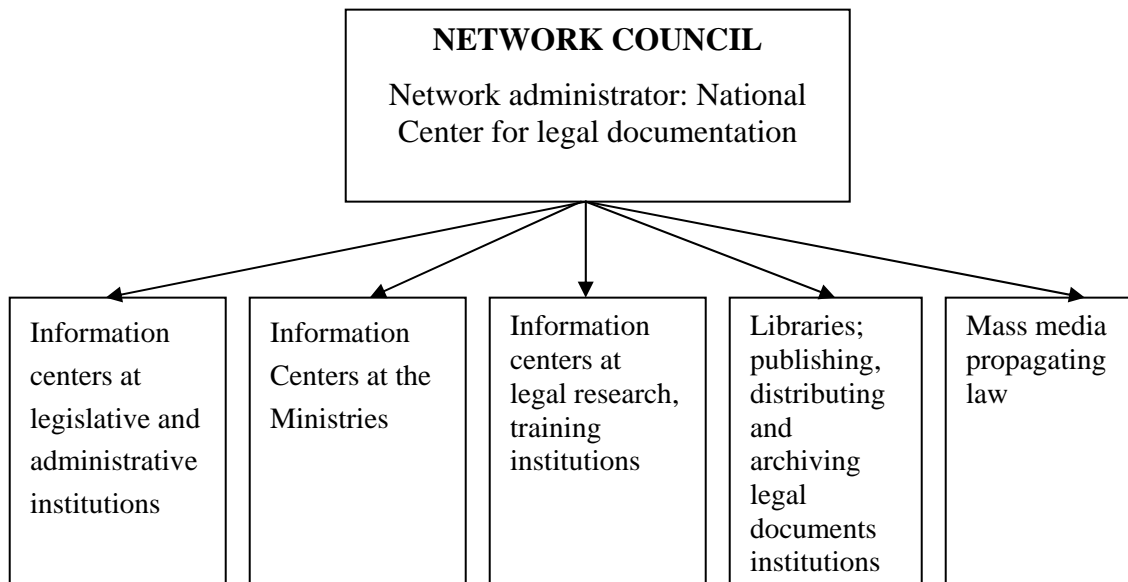 NETWORK COUNCIL
Network administrator: National
Center for legal documentation
Information
centers at
legislative and
administrative
institutions
Information
Centers at the
Ministries
Information
centers at
legal research,
training
institutions
Libraries;
publishing,
distributing
and
archiving
legal
documents
institutions
Mass media
propagating
law